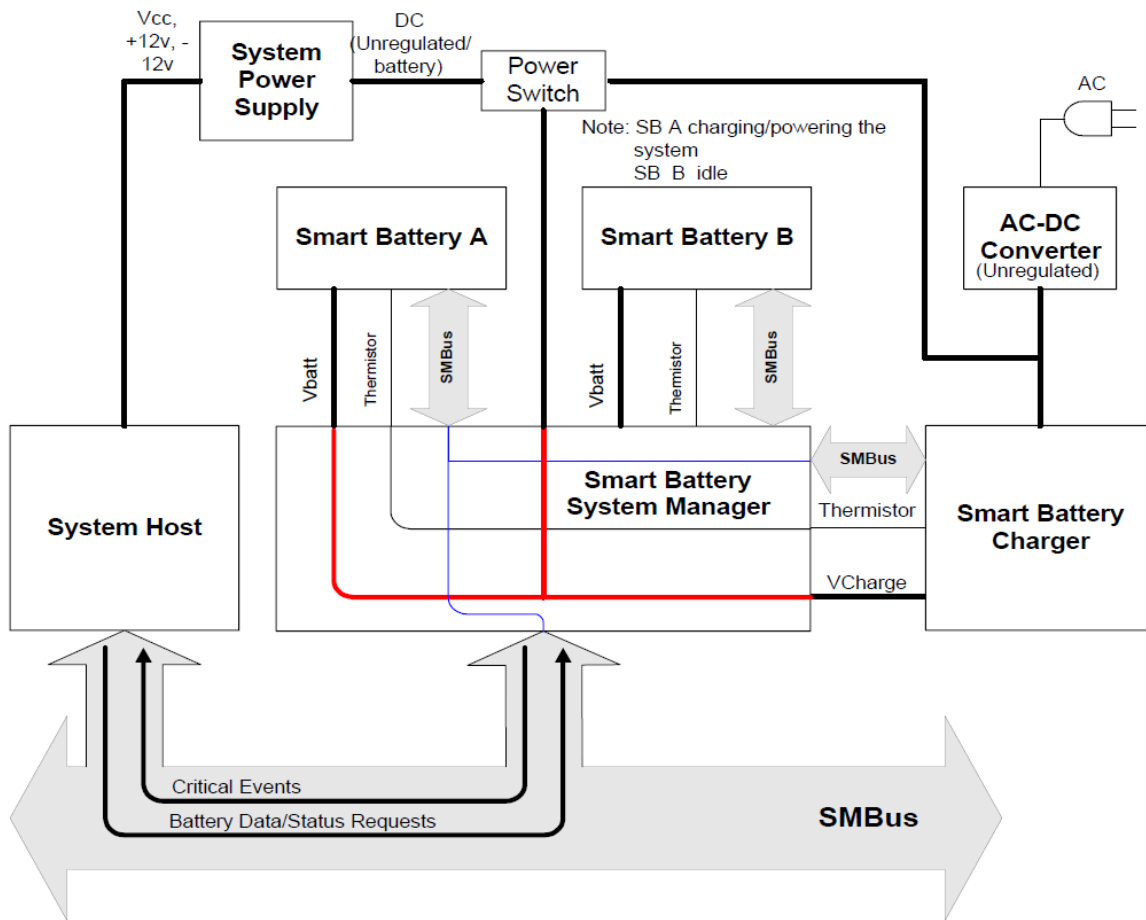 Vcc,
+12v, -
12v
System
Power
Supply
DC
(Unregulated/
battery)
Power
Switch
AC
Note: SB A charging/powering the
system
SB B idle
Smart Battery A
Smart Battery B
AC-DC
Converter
(Unregulated)
Vbatt
Thermistor
SMBus
Vbatt
Thermistor
SMBus
System Host
Smart Battery
System Manager
SMBus
Thermistor
VCharge
Smart Battery
Charger
Critical Events
Battery Data/Status Requests
SMBus